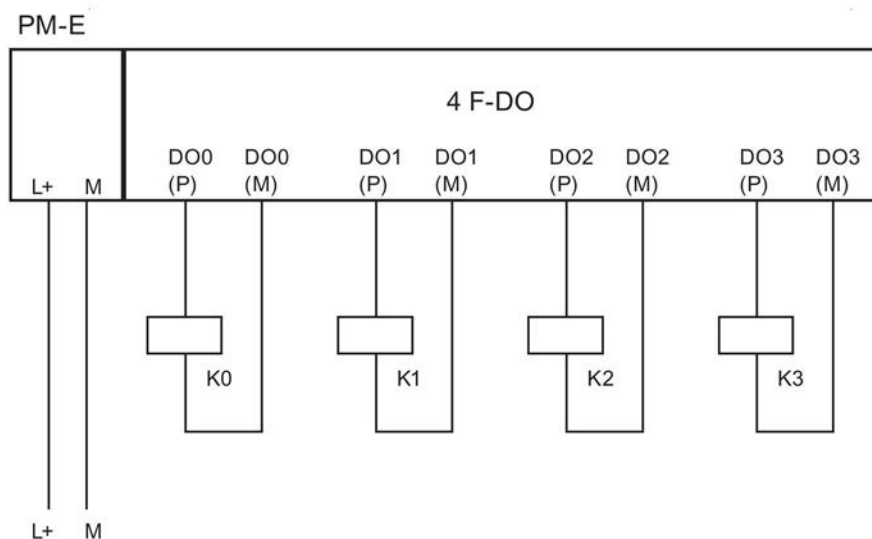 PM-E
4 F-DO
DO0 DO0 DO1 DO1 DO2 DO2 DO3 DO3
L+ M (P) (M) (P) (M) (P) (M) (P) (M)
K0 K1 K2 K3
L+ M